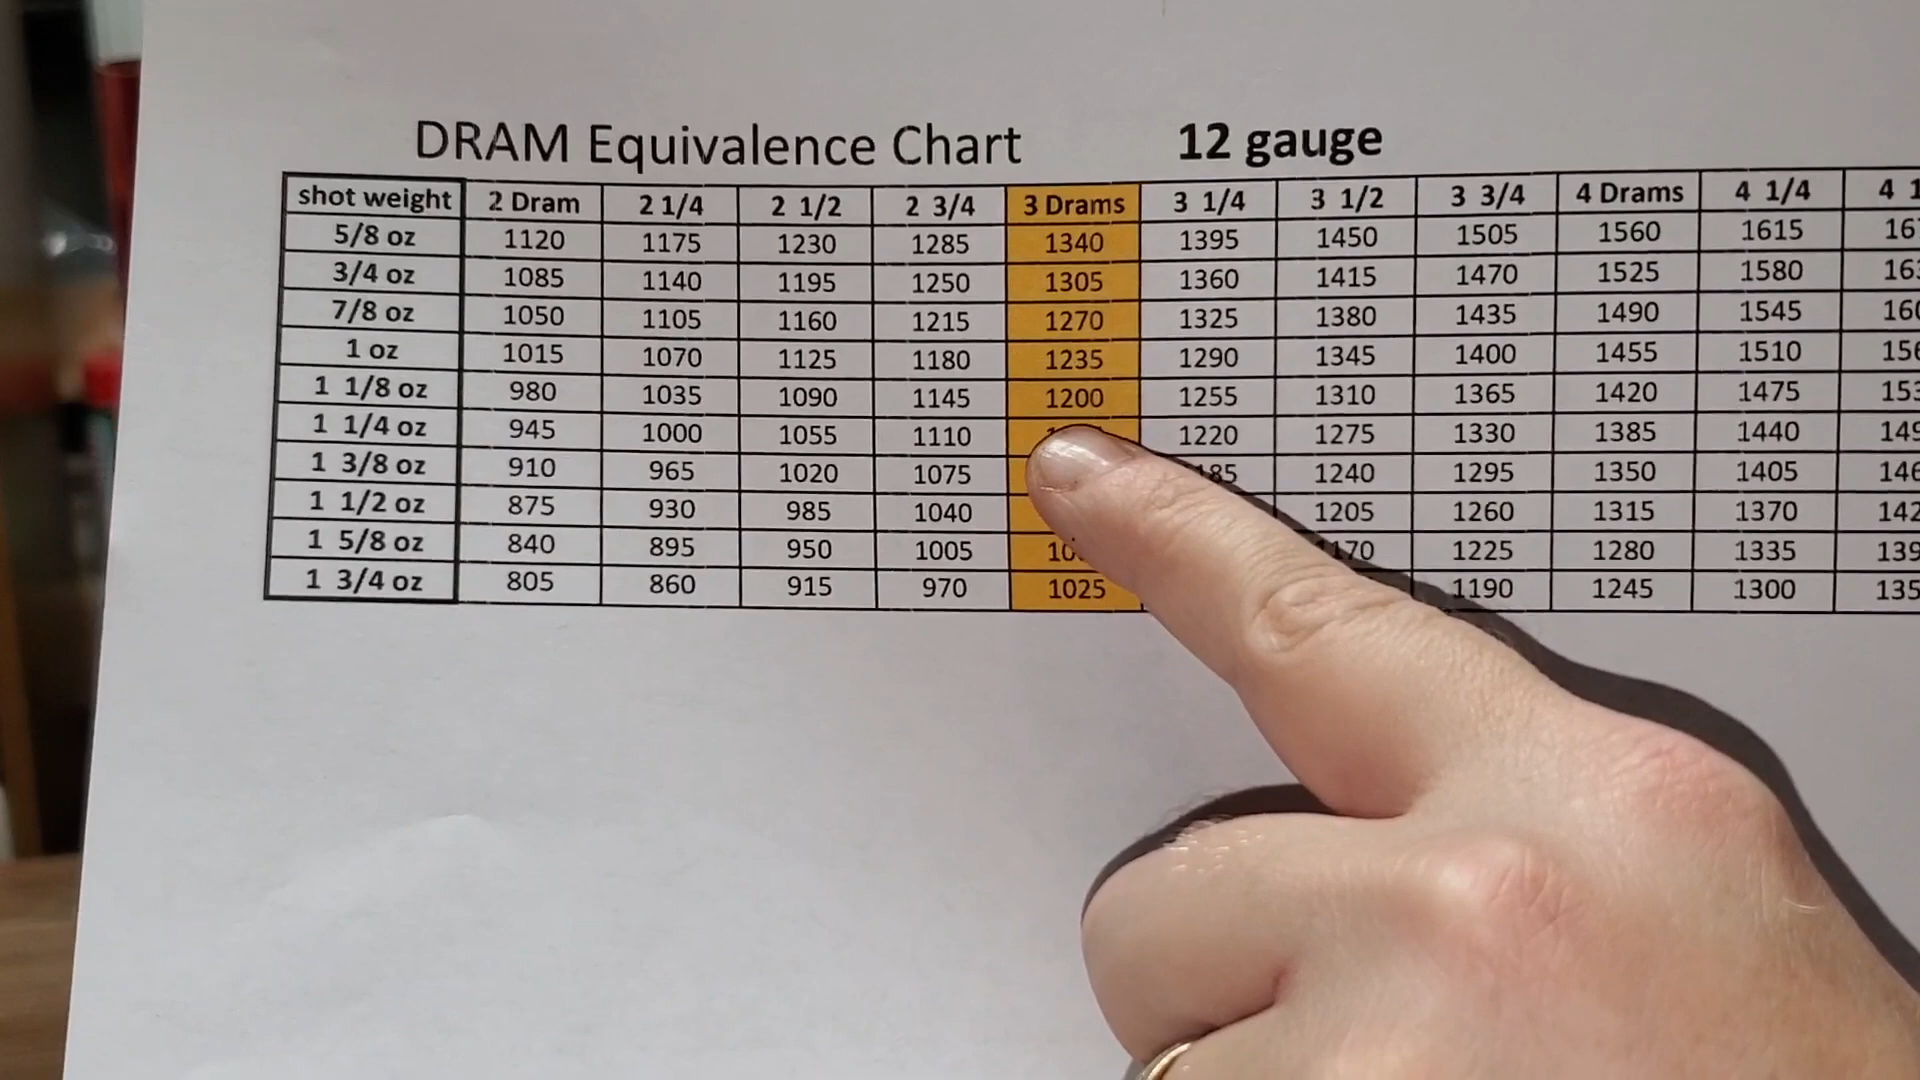 DRAM Equivalence Chart 12 gauge
shot weight 2 Dram 2 1/4 2 1/2 2 3/4 3 Drams 3 1/4 3 1/2 3 3/4 4 Drams 4 1/4
5/8 oz 1120 1175 1230 1285 1340 1395 1450 1505 1560 1615
3/4 oz 1085 1140 1195 1250 1305 1360 1415 1470 1525 1580
7/8 oz 1050 1105 1160 1215 1270 1325 1380 1435 1490 1545
1 oz 1015 1070 1125 1180 1235 1290 1345 1400 1455 1510
1 1/8 oz 980 1035 1090 1145 1200 1255 1310 1365 1420 1475
1 1/4 oz 945 1000 1055 1110 1220 1275 1330 1385 1440
1 3/8 oz 910 965 1020 1075 1240 1295 1350 1405
1 1/2 oz 875 930 985 1040 1205 1260 1315 1370
1 5/8 oz 840 895 950 1005 1225 1280 1335
1 3/4 oz 805 860 915 970 1025 1190 1245 1300